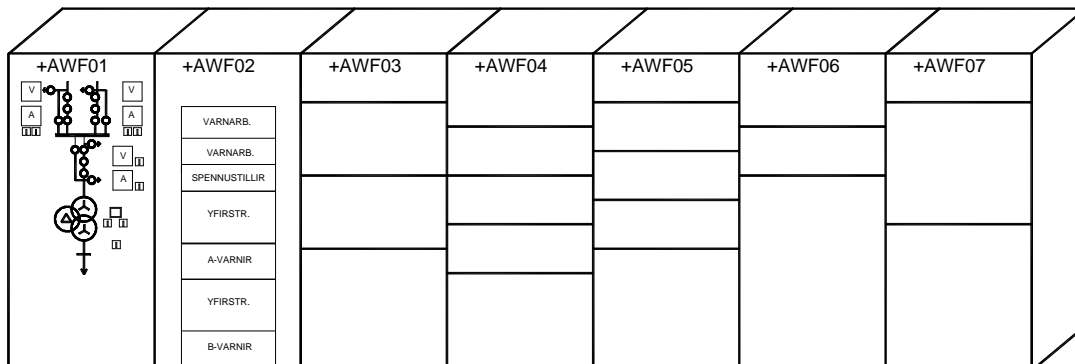 +AWF01 +AWF02 +AWF03 +AWF04 +AWF05 +AWF06 +AWF07
V V
A A
V
A
VARNARB.
VARNARB.
SPENNUSTILLIR
YFIRSTR.
A-VARNIR
YFIRSTR.
B-VARNIR